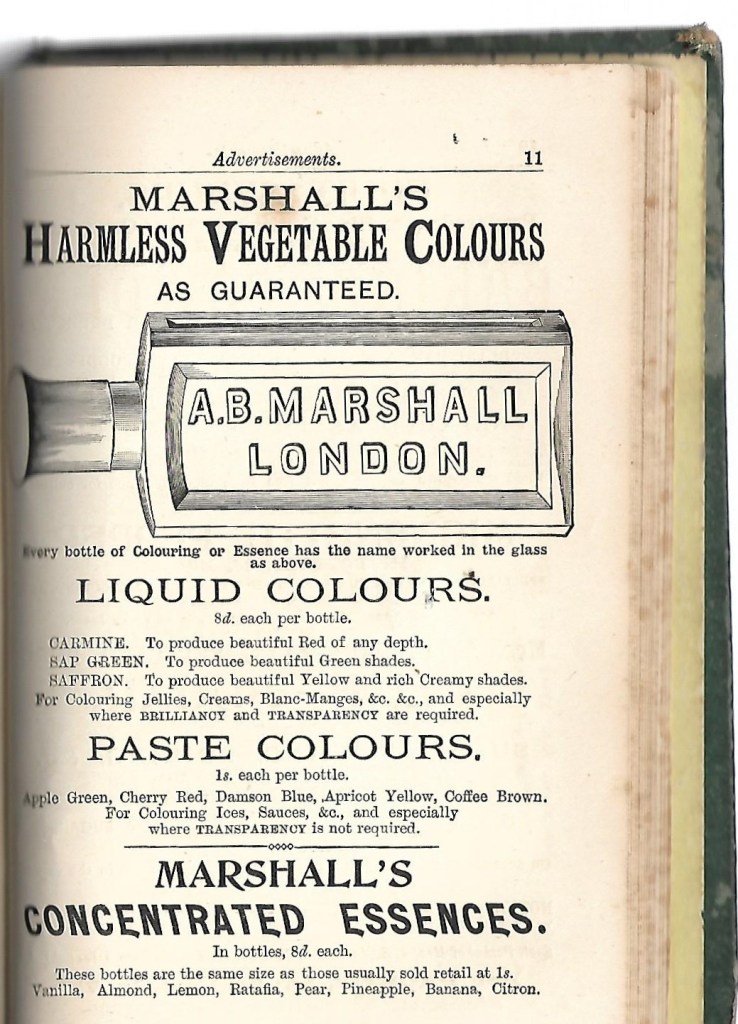 Advertisements. 11
MARSHALL'S
HARMLESS VEGETABLE COLOURS
AS GUARANTEED.
A.B. MARSHALL
LONDON.
Every bottle of Colouring or Essence has the name worked in the glass
as above.
LIQUID COLOURS.
8d. each per bottle.
CARMINE. To produce beautiful Red of any depth.
SAP GREEN. To produce beautiful Green shades.
SAFFRON. To produce beautiful Yellow and rich Creamy shades.
For Colouring Jellies, Creams, Blanc-Manges, &c. &c., and especially
where BRILLIANCY and TRANSPARENCY are required.
PASTE COLOURS.
1s. each per bottle.
Apple Green, Cherry Red, Damson Blue, Apricot Yellow, Coffee Brown.
For Colouring Ices, Sauces, &c., and especially
where TRANSPARENCY is not required.
MARSHALL'S
CONCENTRATED ESSENCES.
In bottles, 8d. each.
These bottles are the same size as those usually sold retail at 1s.
Vanilla, Almond, Lemon, Ratafia, Pear, Pineapple, Banana, Citron.